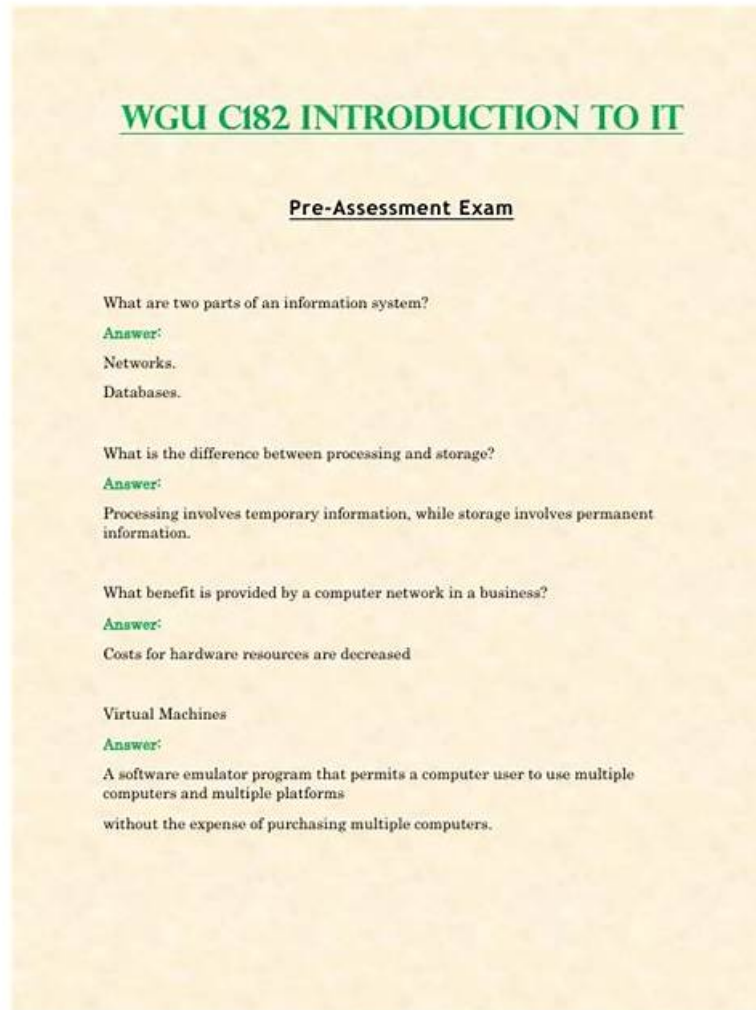 WGU C182 INTRODUCTION TO IT
Pre-Assessment Exam
What are two parts of an information system?
Answer:
Networks.
Databases.
What is the difference between processing and storage?
Answer:
Processing involves temporary information, while storage involves permanent
information.
What benefit is provided by a computer network in a business?
Answer:
Costs for hardware resources are decreased
Virtual Machines
Answer:
A software emulator program that permits a computer user to use multiple
computers and multiple platforms
without the expense of purchasing multiple computers.